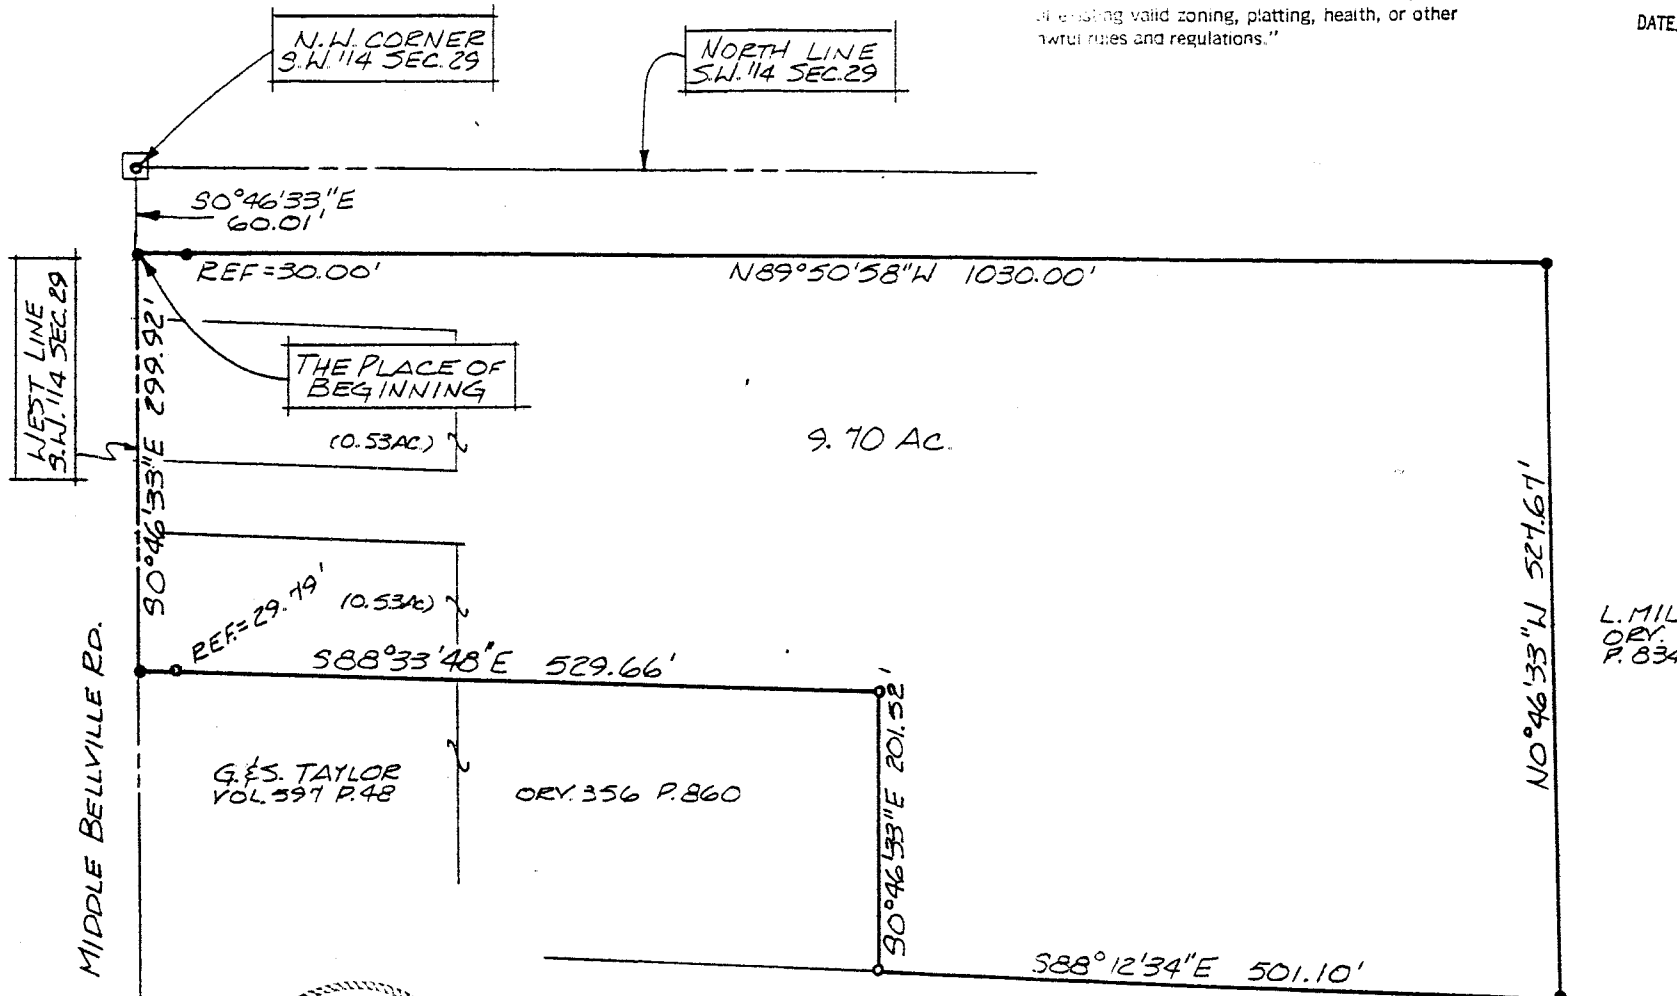 existing valid zoning, platting, health, or other
rules and regulations."
DATE
N.W. CORNER
S.W. 1/4 SEC. 29
NORTH LINE
S.W. 1/4 SEC. 29
S0°46'33"E
60.01'
REF=30.00'
N89°50'58"W 1030.00'
WEST LINE
S.W. 1/4 SEC. 29
S0°46'33"E 299.92'
THE PLACE OF
BEGINNING
(0.53AC.)
9.70 AC.
N0°46'33"W 527.67'
REF.=29.79'
(0.53AC)
L. MIL
ORV.
P. 834
S88°33'48"E 529.66'
MIDDLE BELLVILLE RD.
G. & S. TAYLOR
VOL. 597 P. 48
ORV. 356 P. 860
S0°46'33"E 201.52'
S88°12'34"E 501.10'